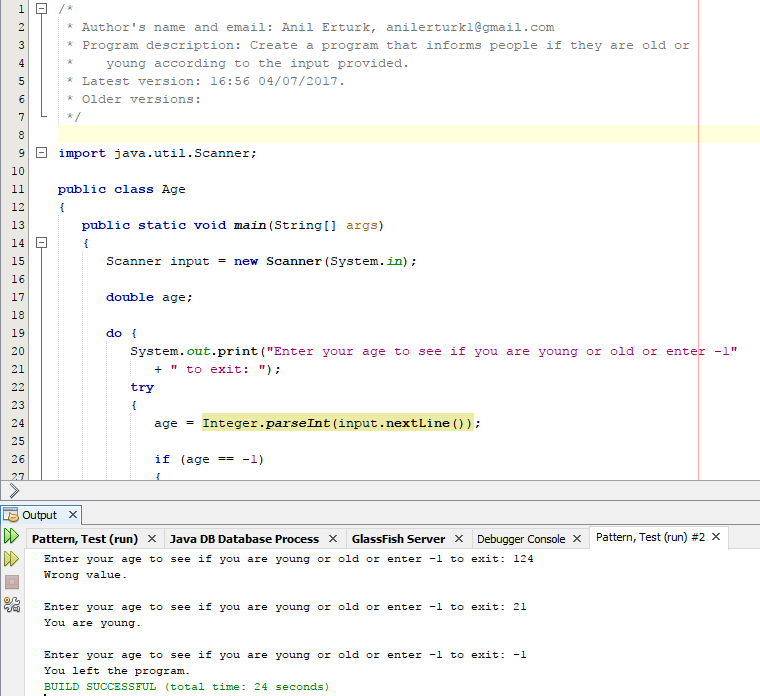 1 /*
2 * Author's name and email: Anil Erturk, anilerturk1@gmail.com
3 * Program description: Create a program that informs people if they are old or
4 * young according to the input provided.
5 * Latest version: 16:56 04/07/2017.
6 * Older versions:
7 */
8
9 import java.util.Scanner;
10
11 public class Age
12 {
13 public static void main(String[] args)
14 {
15 Scanner input = new Scanner(System.in);
16
17 double age;
18
19 do {
20 System.out.print("Enter your age to see if you are young or old or enter -1"
21 + " to exit: ");
22 try
23 {
24 age = Integer.parseInt(input.nextLine());
25
26 if (age == -1)
27 {
Output
Pattern, Test (run) Java DB Database Process GlassFish Server Debugger Console Pattern, Test (run) #2
Enter your age to see if you are young or old or enter -1 to exit: 124
Wrong value.
Enter your age to see if you are young or old or enter -1 to exit: 21
You are young.
Enter your age to see if you are young or old or enter -1 to exit: -1
You left the program.
BUILD SUCCESSFUL (total time: 24 seconds)